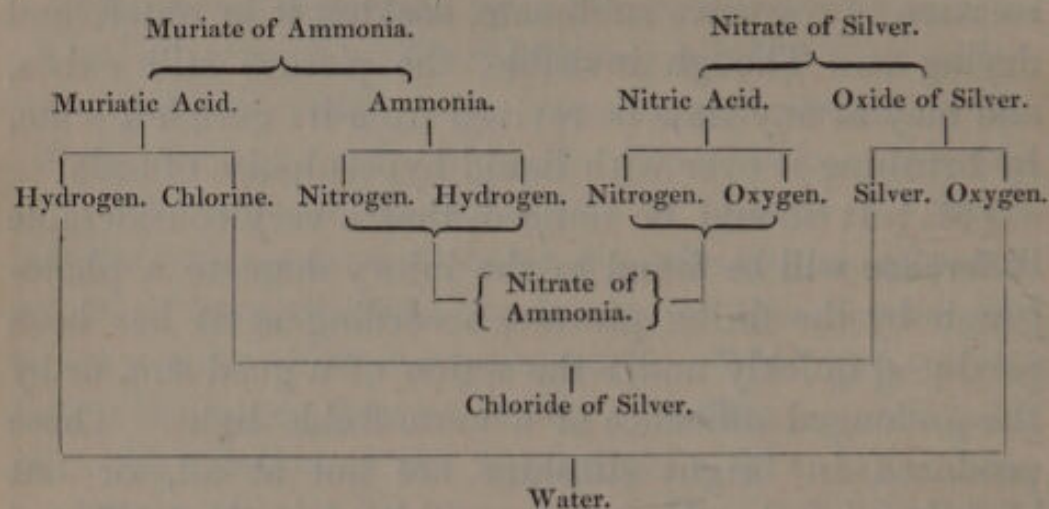 Muriate of Ammonia. Nitrate of Silver.
Muriatic Acid. Ammonia. Nitric Acid. Oxide of Silver.
Hydrogen. Chlorine. Nitrogen. Hydrogen. Nitrogen. Oxygen. Silver. Oxygen.
Nitrate of
Ammonia.
Chloride of Silver.
Water.